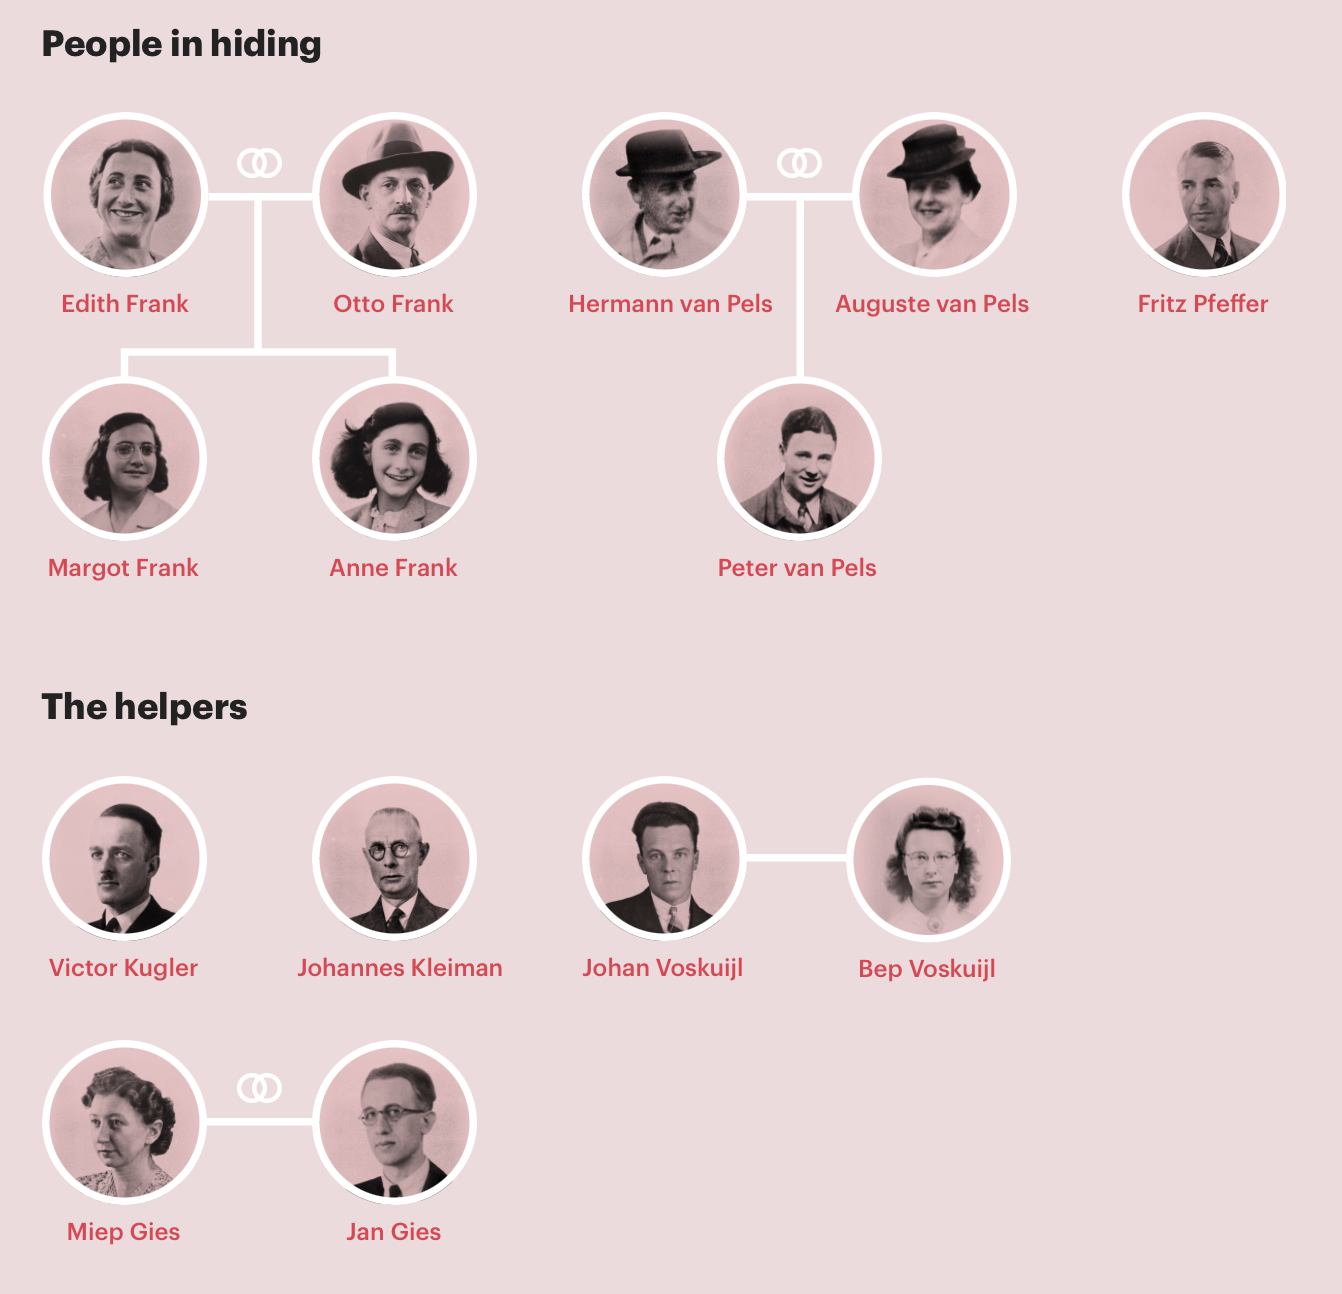 People in hiding
Edith Frank
Otto Frank
Hermann van Pels
Auguste van Pels
Fritz Pfeffer
Margot Frank
Anne Frank
Peter van Pels
The helpers
Victor Kugler
Johannes Kleiman
Johan Voskuijl
Bep Voskuijl
Miep Gies
Jan Gies